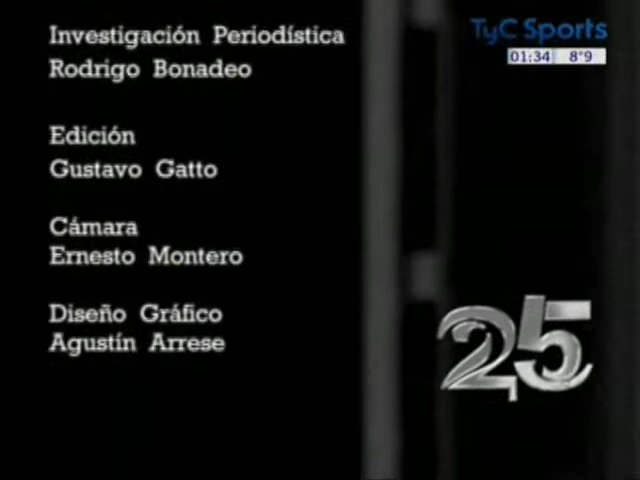 Investigación Periodística
Rodrigo Bonadeo
Edición
Gustavo Gatto
Cámara
Ernesto Montero
Diseño Gráfico
Agustín Arrese
TyC Sports
01:34 8°9
25